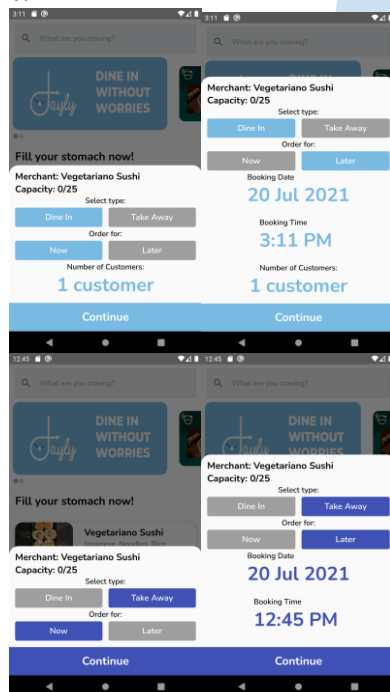 3:11
What are you craving?
Dayly
DINE IN
WITHOUT
WORRIES
Fill your stomach now!
Merchant: Vegetariano Sushi
Capacity: 0/25
Select type:
Dine In Take Away
Order for:
Now Later
Number of Customers:
1 customer
Continue
3:11
What are you craving?
Merchant: Vegetariano Sushi
Capacity: 0/25
Select type:
Dine In Take Away
Order for:
Now Later
Booking Date
20 Jul 2021
Booking Time
3:11 PM
Number of Customers:
1 customer
Continue
12:45
What are you craving?
Dayly
DINE IN
WITHOUT
WORRIES
Fill your stomach now!
Vegetariano Sushi
Japanese, Noodles, Rice
Merchant: Vegetariano Sushi
Capacity: 0/25
Select type:
Dine In Take Away
Order for:
Now Later
Continue
12:45
What are you craving?
Dayly
DINE IN
WITHOUT
WORRIES
Merchant: Vegetariano Sushi
Capacity: 0/25
Select type:
Dine In Take Away
Order for:
Now Later
Booking Date
20 Jul 2021
Booking Time
12:45 PM
Continue